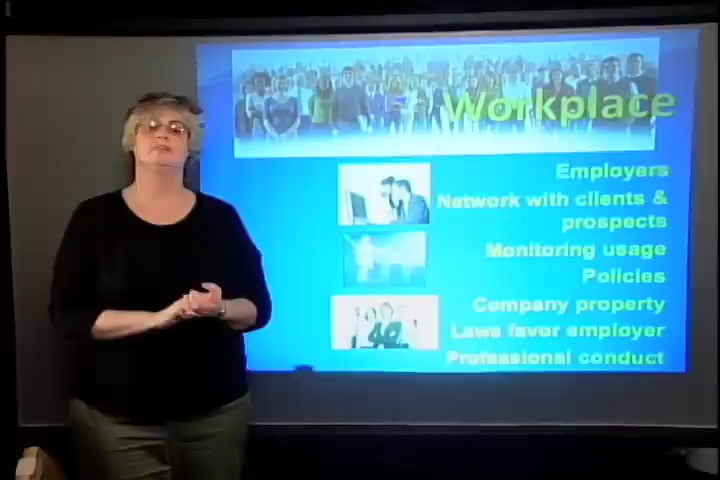 Workplace
Employers
Network with clients &
prospects
Monitoring usage
Policies
Company property
Laws favor employer
Professional conduct